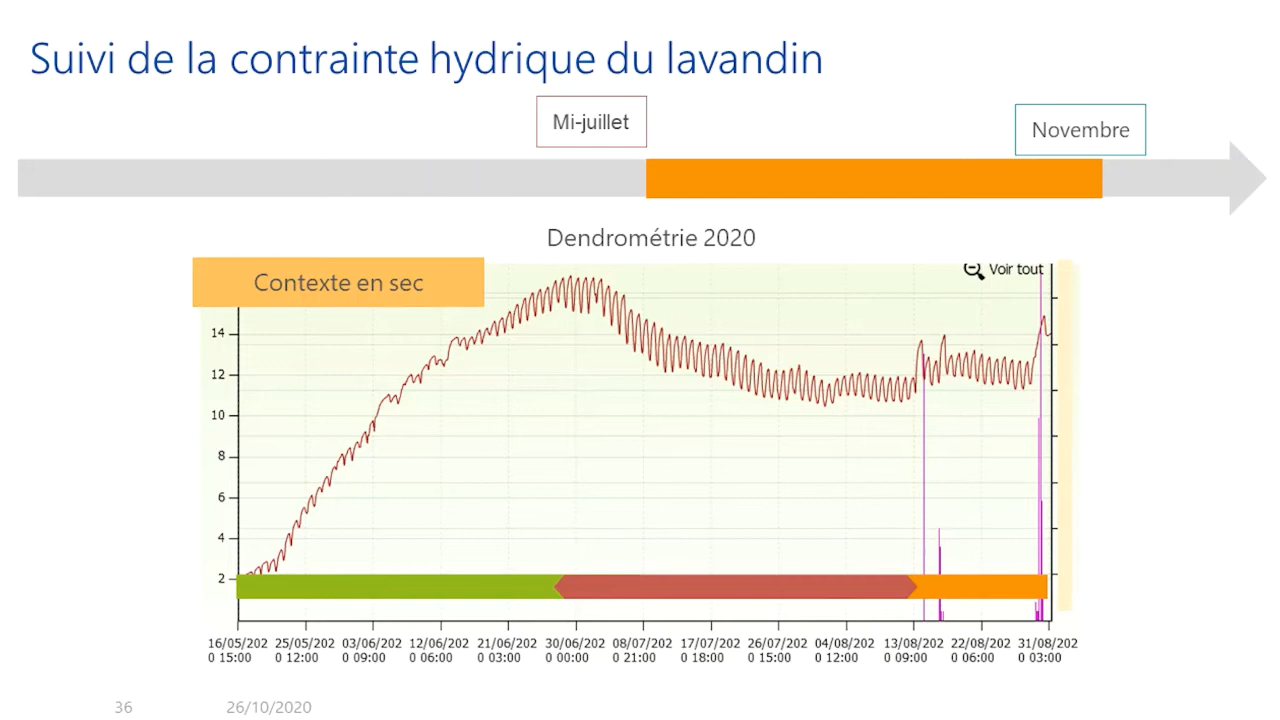 Suivi de la contrainte hydrique du lavandin
Mi-juillet
Novembre
Dendrométrie 2020
Contexte en sec
Voir tout
14
12
10
8
6
4
2
16/05/202 25/05/202 03/06/202 12/06/202 21/06/202 30/06/202 08/07/202 17/07/202 26/07/202 04/08/202 13/08/202 22/08/202 31/08/202
0 15:00 0 12:00 0 09:00 0 06:00 0 03:00 0 00:00 0 21:00 0 18:00 0 15:00 0 12:00 0 09:00 0 06:00 0 03:00
36 26/10/2020